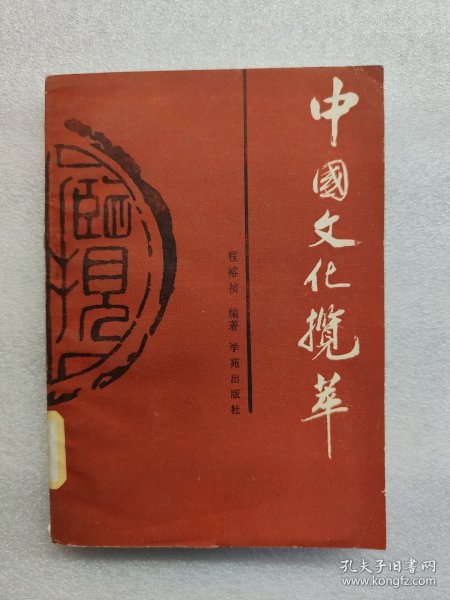 中國文化攬萃
程裕祯 编著 学苑出版社
孔夫子旧书网
www.kongfz.com